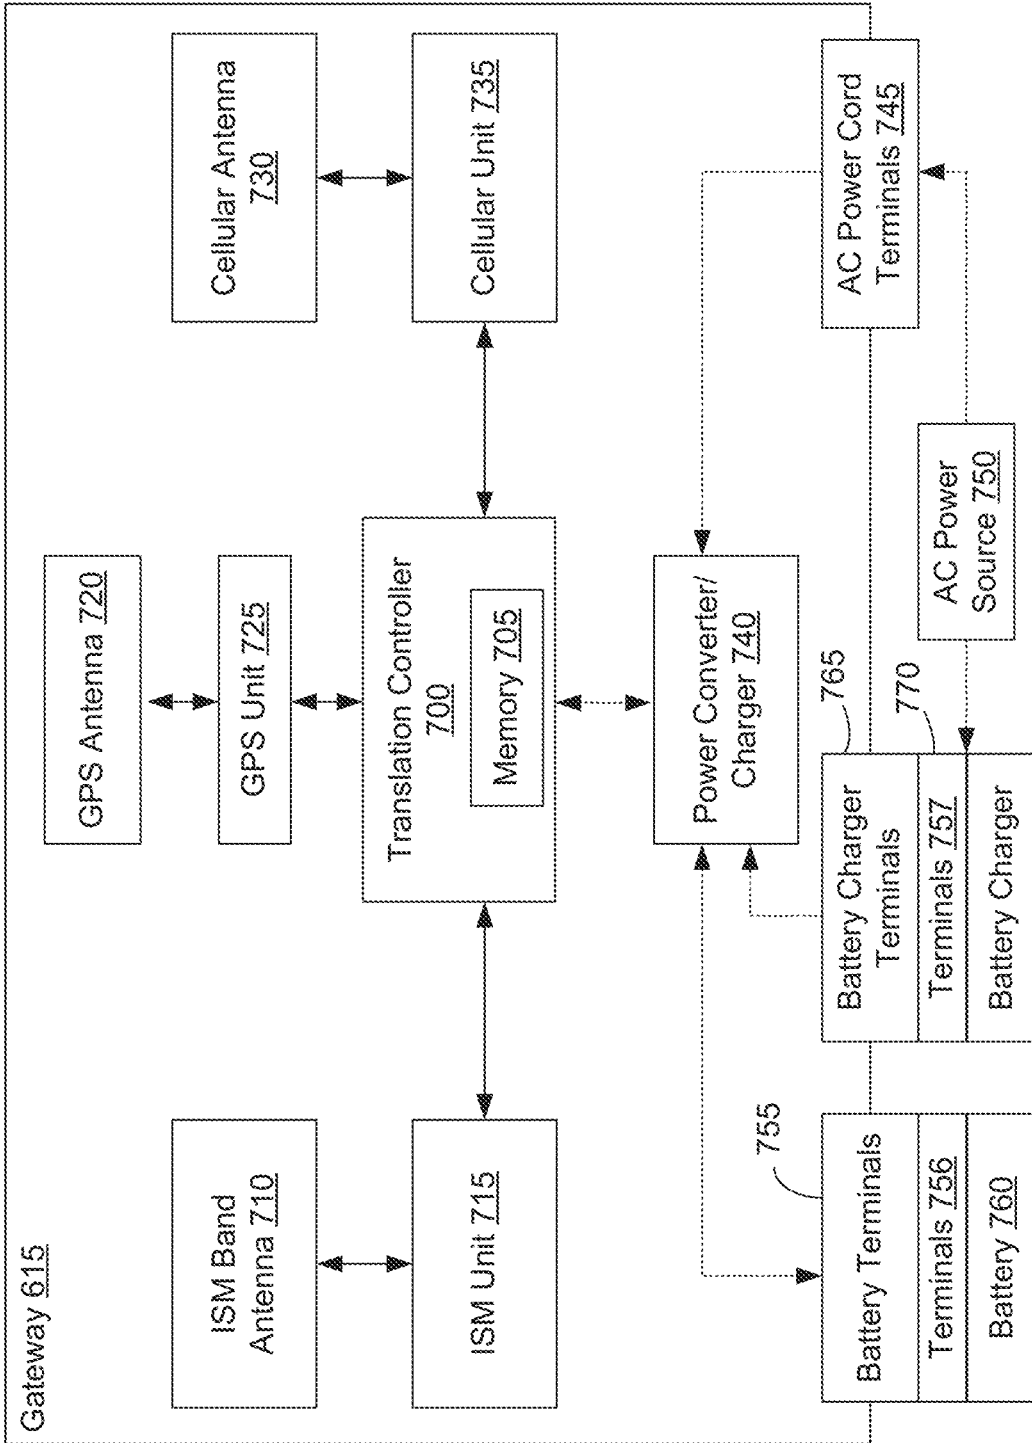 Gateway 615
ISM Band
Antenna 710
GPS Antenna 720
Cellular Antenna
730
GPS Unit 725
ISM Unit 715
Translation Controller
700
Memory 705
Cellular Unit 735
Power Converter/
Charger 740
755
765
770
Battery Terminals
Terminals 756
Battery 760
Battery Charger
Terminals
Terminals 757
Battery Charger
AC Power
Source 750
AC Power Cord
Terminals 745